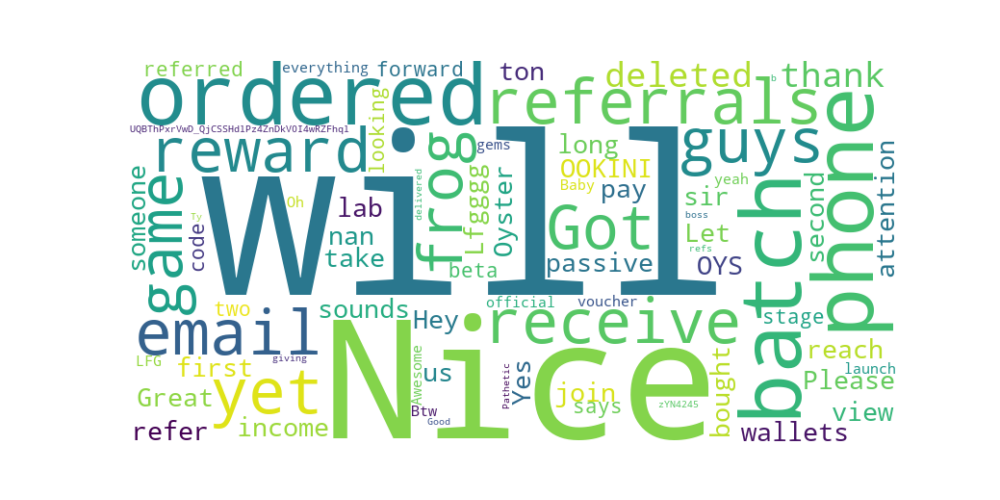 referred
everything
forward
ton
deleted
thank
ordered
referrals
phone
UQBThPxrVwD_QjCSSHd1Pz4ZnDkV0I4wRZFhql
looking
reward
frog
gems
long
guys
Will
OOKINI
Baby
pay
sir
yeah
batch
second
attention
someone
game
code
Ty
Oh
lab
nan
take
delivered
Lfgggg
Oyster
Got
boss
Let
refs
OYS
beta
passive
b
two
sounds
Hey
official
voucher
receive
stage
email
Nice
LFG
first
giving
us
Awesome
Pathetic
Yes
join
bought
reach
launch
Please
Great
yet
Btw
Good
says
zYN4245
view
refer
income
wallets